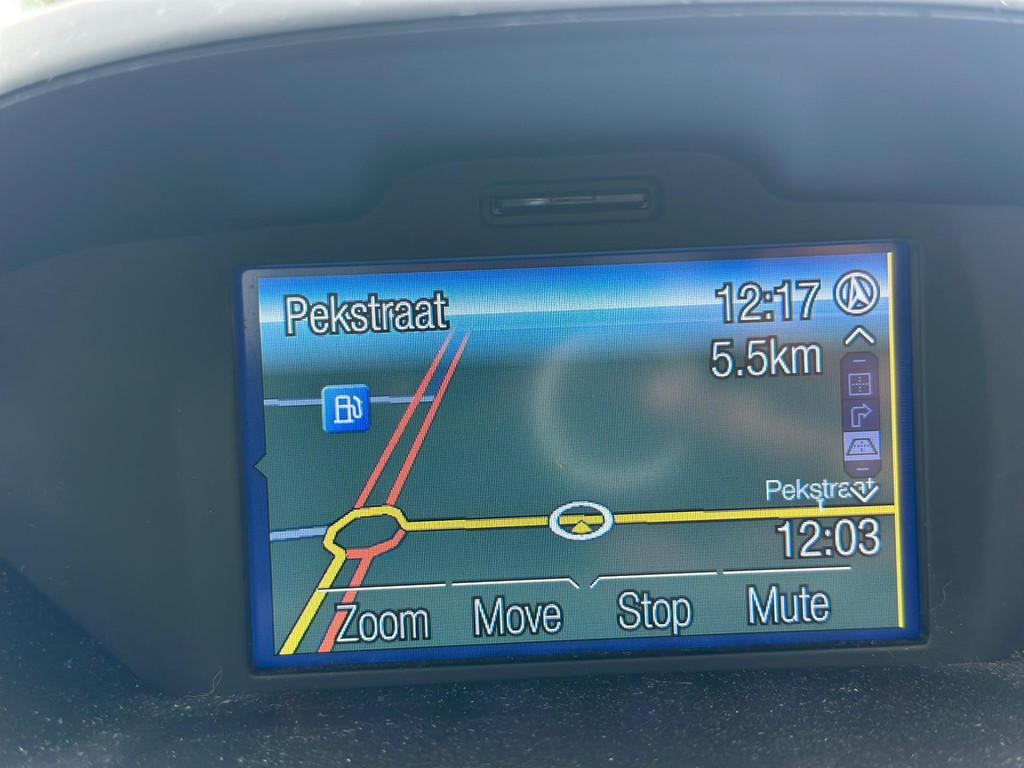 Pekstraat
12:17
5.5km
Pekstraat
12:03
Zoom Move Stop Mute